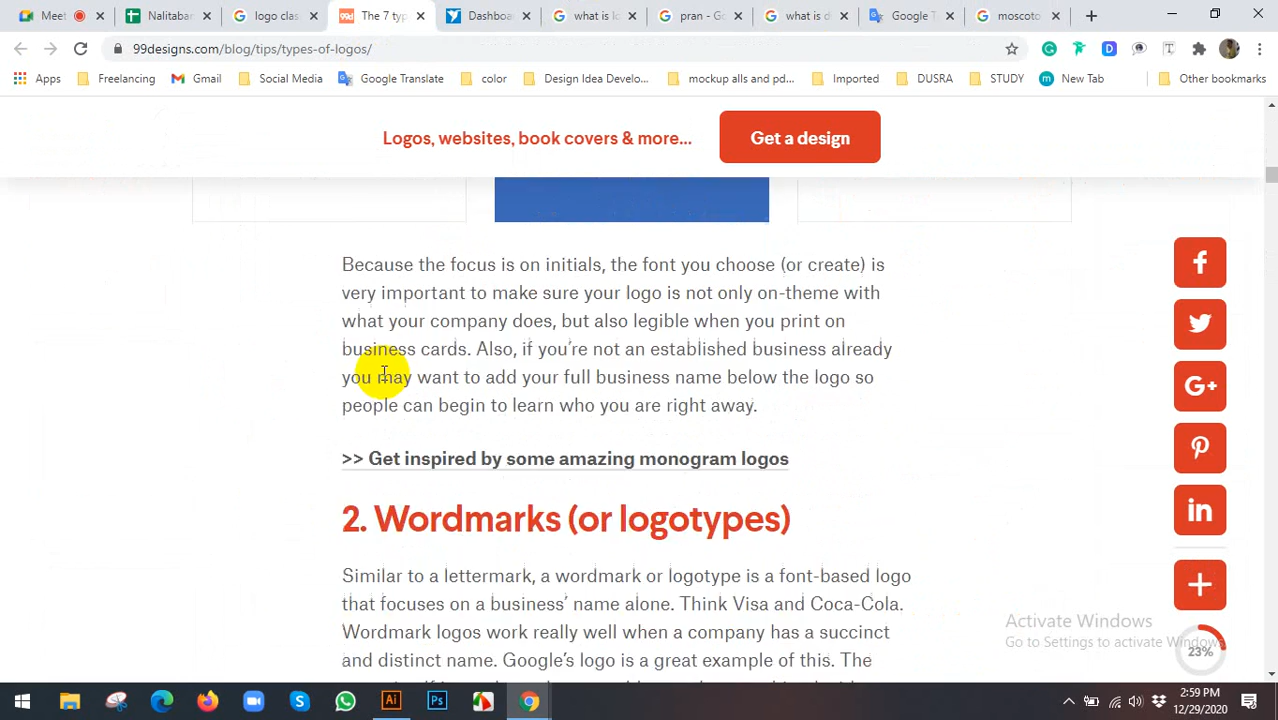 Meet
Nalitabar
logo clas
99d
The 7 typ
Dashboa
what is lo
pran - Go
what is d
Google T
moscota
99designs.com/blog/tips/types-of-logos/
Apps
Freelancing
Gmail
Social Media
Google Translate
color
Design Idea Develo...
mockup alls and pd...
Imported
DUSRA
STUDY
New Tab
Other bookmarks
Logos, websites, book covers & more...
Get a design
Because the focus is on initials, the font you choose (or create) is
very important to make sure your logo is not only on-theme with
what your company does, but also legible when you print on
business cards. Also, if you’re not an established business already
you may want to add your full business name below the logo so
people can begin to learn who you are right away.
>> Get inspired by some amazing monogram logos
2. Wordmarks (or logotypes)
Similar to a lettermark, a wordmark or logotype is a font-based logo
that focuses on a business’ name alone. Think Visa and Coca-Cola.
Wordmark logos work really well when a company has a succinct
and distinct name. Google’s logo is a great example of this. The
Activate Windows
Go to Settings to activate Windows.
23%
2:59 PM
12/29/2020